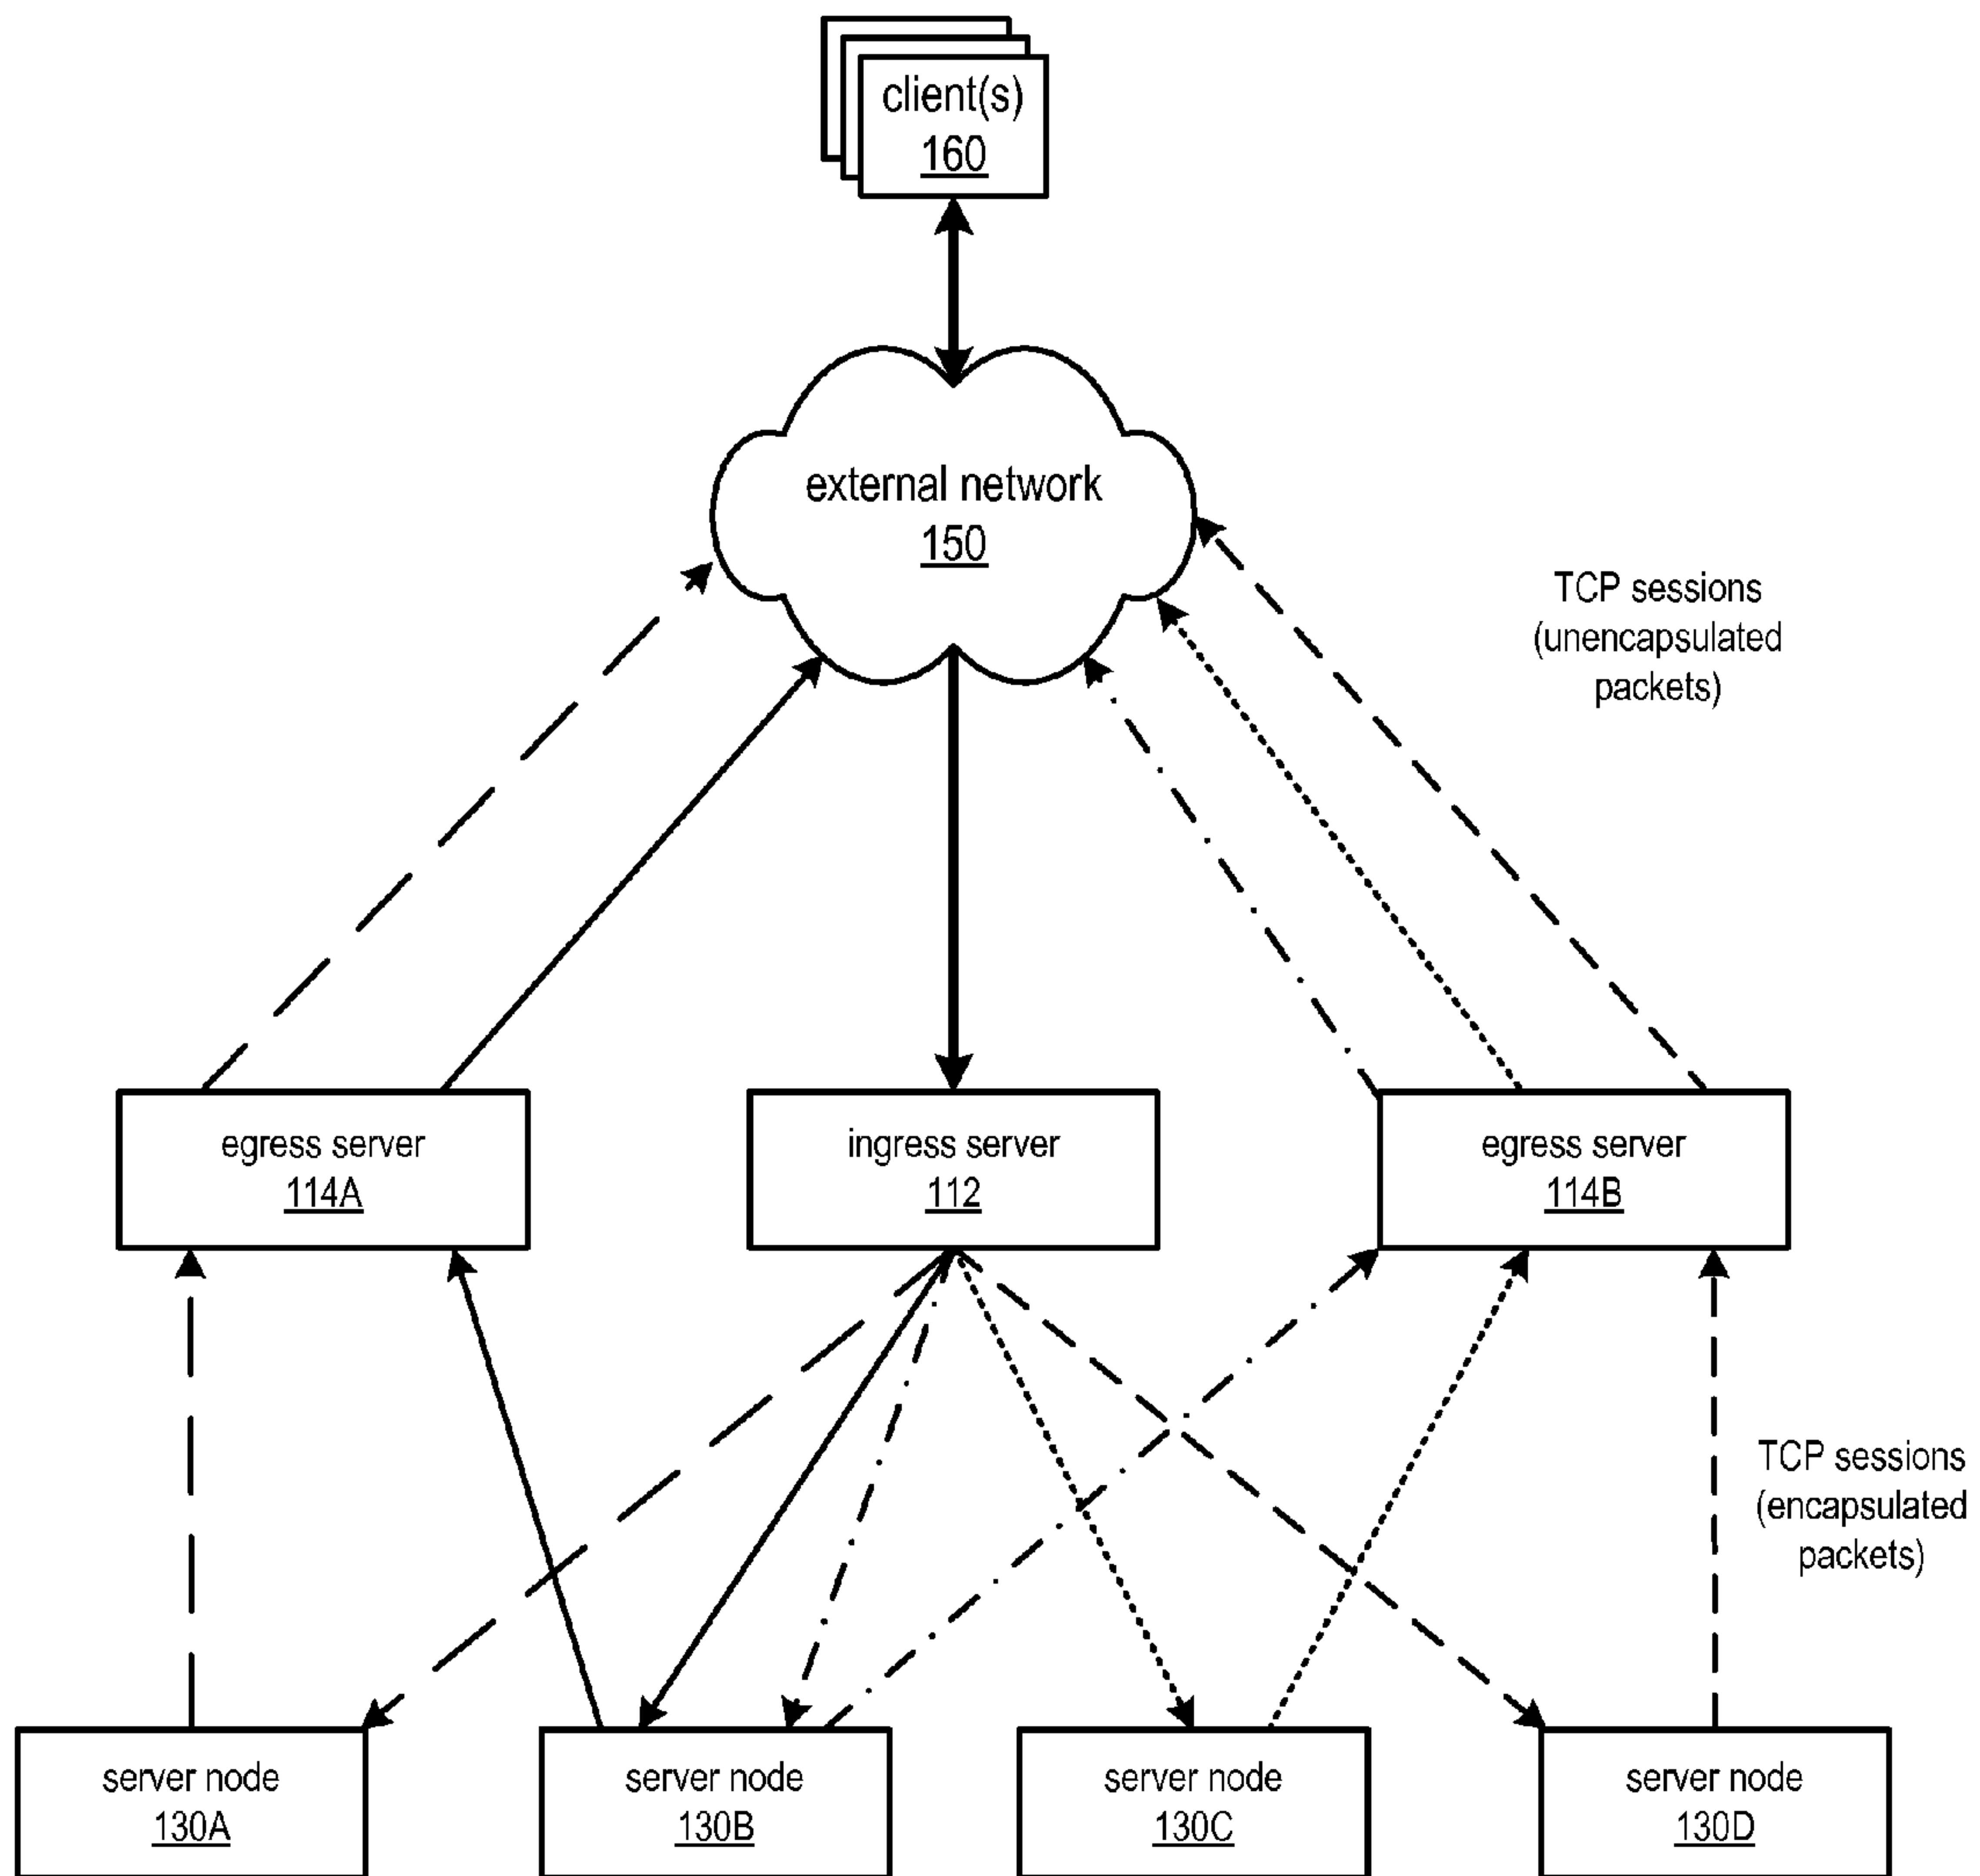 client(s)
160
external network
150
TCP sessions
(unencapsulated
packets)
egress server
114A
ingress server
112
egress server
114B
TCP sessions
(encapsulated
packets)
server node
130A
server node
130B
server node
130C
server node
130D